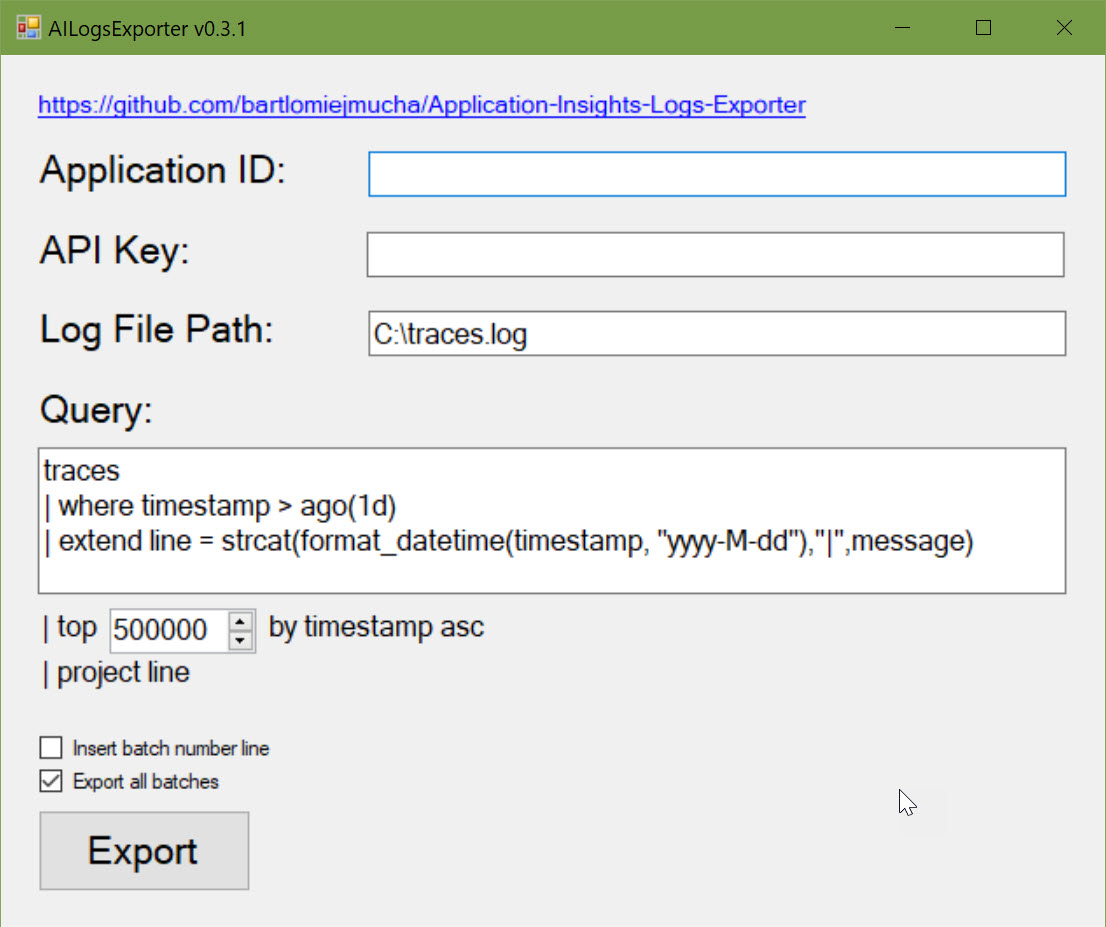 AILogsExporter v0.3.1
https://github.com/bartlomiejmucha/Application-Insights-Logs-Exporter
Application ID:
API Key:
Log File Path: C:\traces.log
Query:
traces
| where timestamp > ago(1d)
| extend line = strcat(format_datetime(timestamp, "yyyy-M-dd"),"|",message)
| top 500000 by timestamp asc
| project line
Insert batch number line
Export all batches
Export